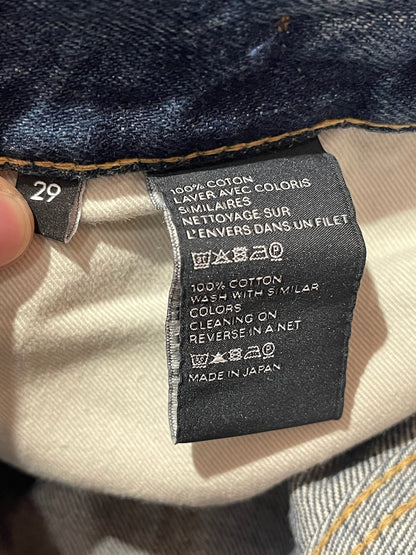 29
100% COTON
LAVER AVEC COLORIS
SIMILAIRES
NETTOYAGE SUR
L'ENVERS DANS UN FILET
100% COTTON
WASH WITH SIMILAR
COLORS
CLEANING ON
REVERSE IN A NET
MADE IN JAPAN